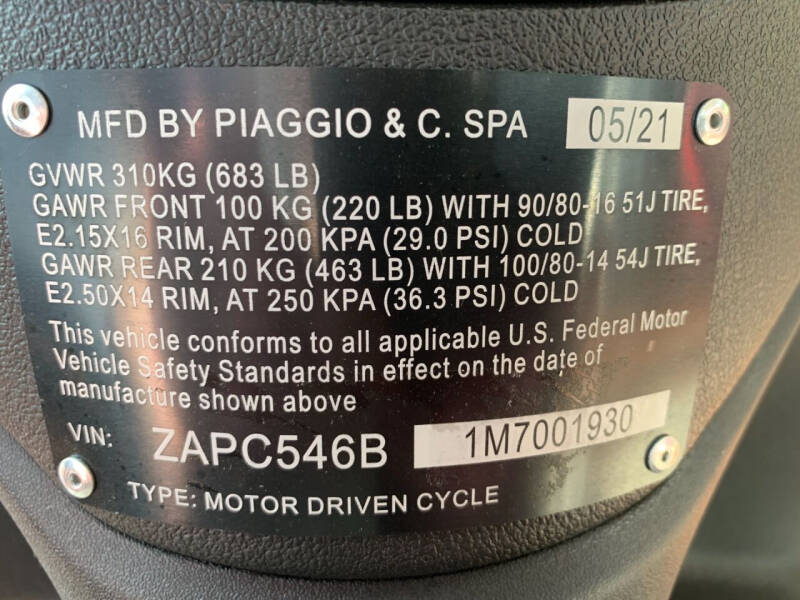 MFD BY PIAGGIO & C. SPA 05/21
GVWR 310KG (683 LB)
GAWR FRONT 100 KG (220 LB) WITH 90/80-16 51J TIRE,
E2.15X16 RIM, AT 200 KPA (29.0 PSI) COLD
GAWR REAR 210 KG (463 LB) WITH 100/80-14 54J TIRE,
E2.50X14 RIM, AT 250 KPA (36.3 PSI) COLD
This vehicle conforms to all applicable U.S. Federal Motor
Vehicle Safety Standards in effect on the date of
manufacture shown above
VIN: ZAPC546B 1M7001930
TYPE: MOTOR DRIVEN CYCLE